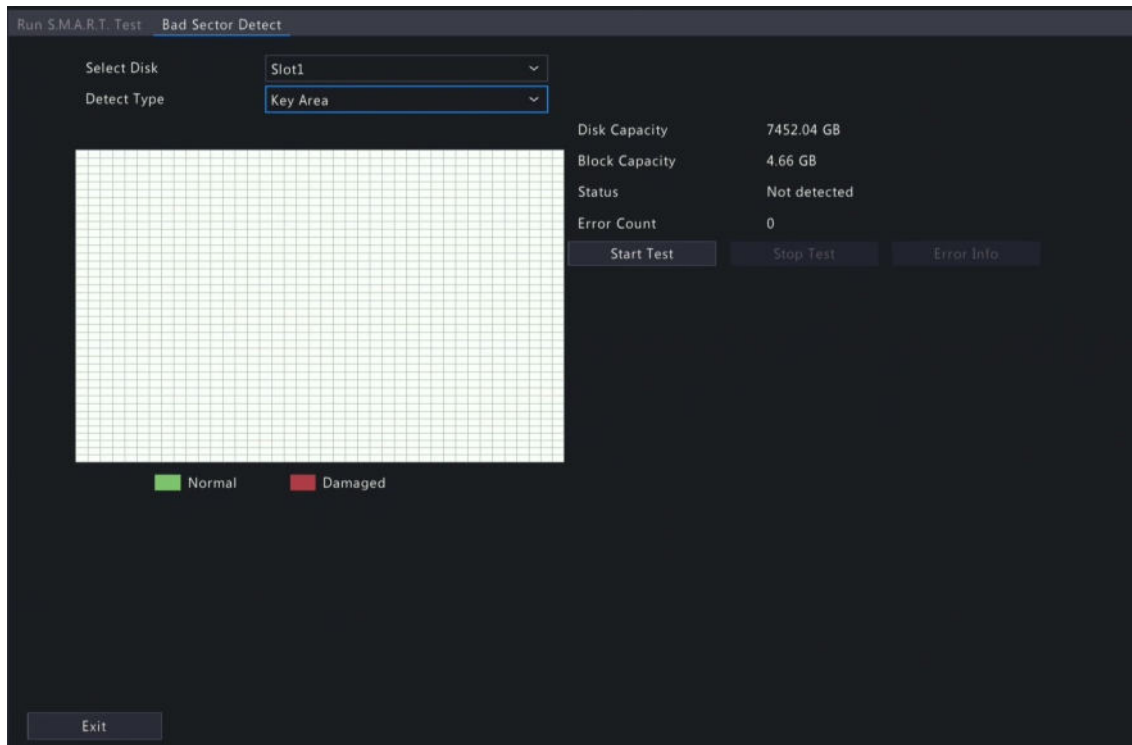 Run S.M.A.R.T. Test Bad Sector Detect
Select Disk Slot1
Detect Type Key Area
Disk Capacity 7452.04 GB
Block Capacity 4.66 GB
Status Not detected
Error Count 0
Start Test Stop Test Error Info
Normal Damaged
Exit